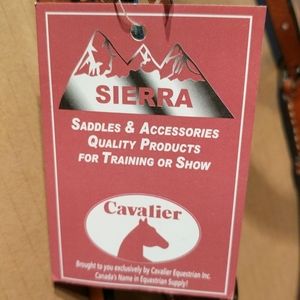 SIERRA
SADDLES & ACCESSORIES
QUALITY PRODUCTS
FOR TRAINING OR SHOW
Cavalier
Brought to you exclusively by Cavalier Equestrian Inc.
Canada's Name in Equestrian Supply!